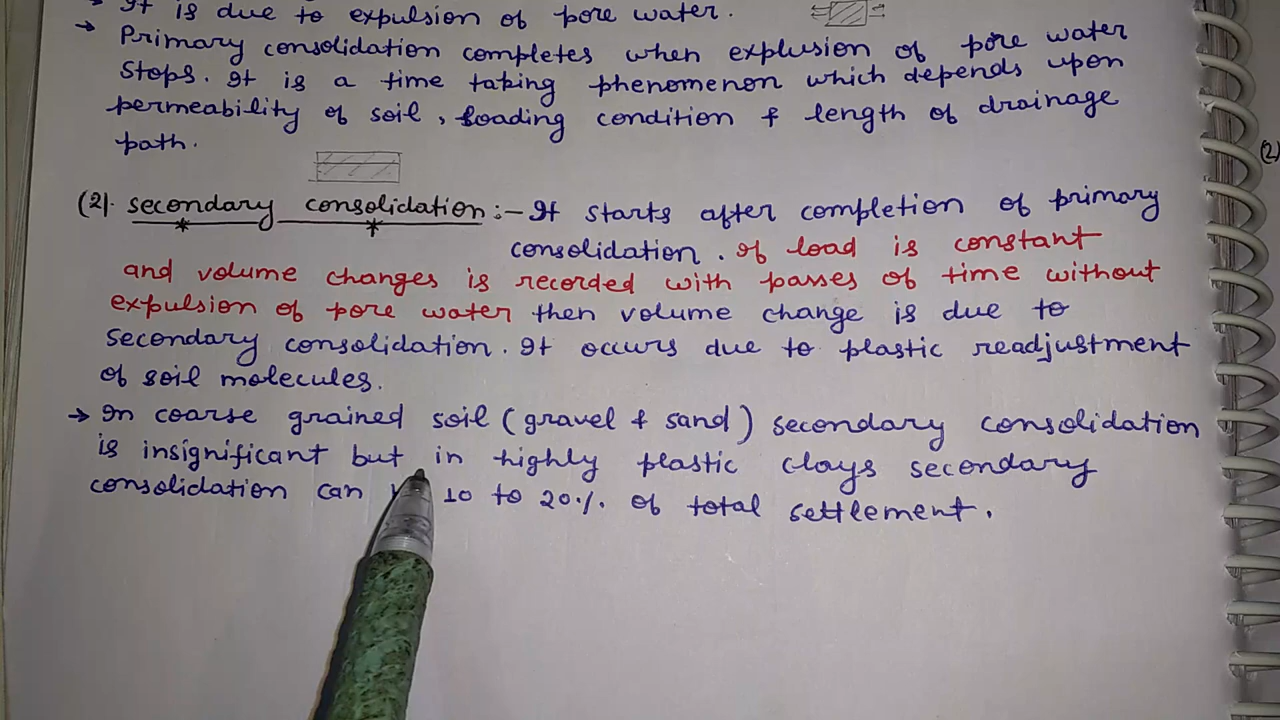 → It is due to expulsion of pore water.
→ Primary consolidation completes when explusion of pore water
stops. It is a time taking phenomenon which depends upon
permeability of soil, loading condition & length of drainage
path.
(2). secondary consolidation :- It starts after completion of primary
consolidation. If load is constant
and volume changes is recorded with passes of time without
expulsion of pore water then volume change is due to
secondary consolidation. It occurs due to plastic readjustment
of soil molecules.
→ In coarse grained soil (gravel & sand) secondary consolidation
is insignificant but in highly plastic clays secondary
consolidation can 10 to 20% of total settlement.
(2)